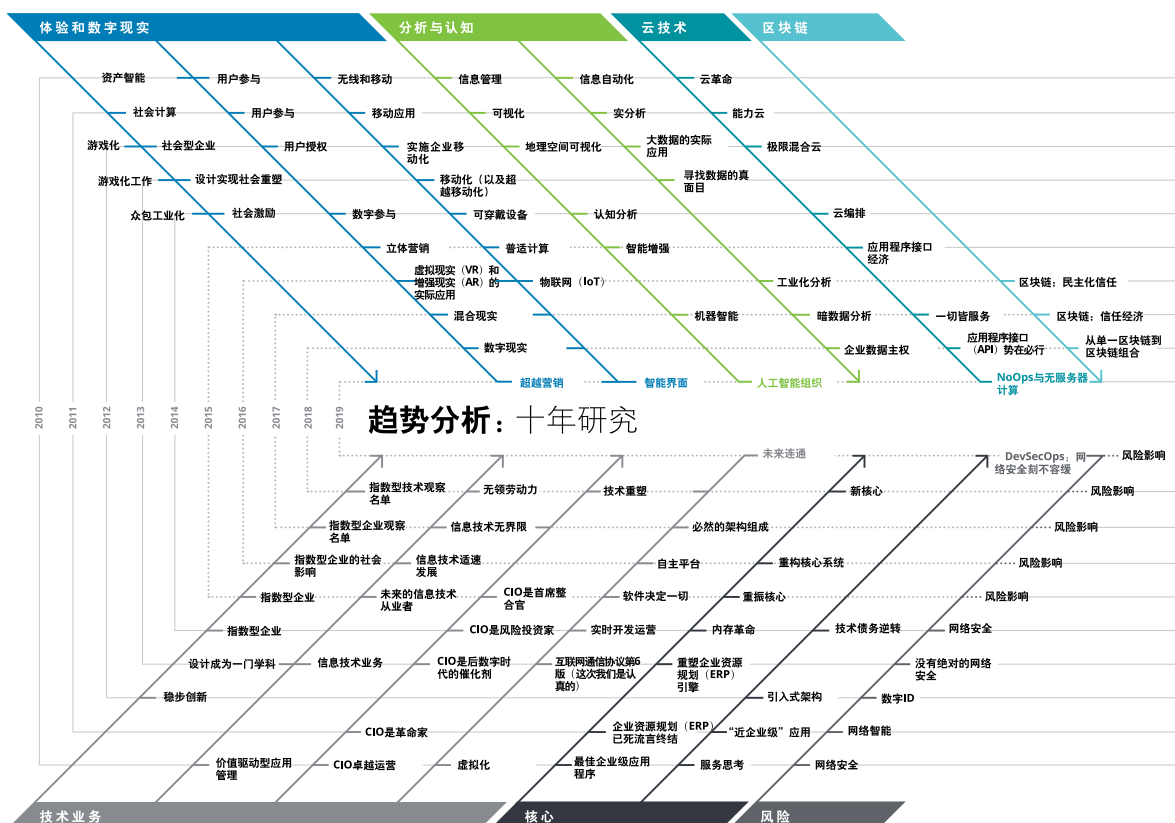 体验和数字现实
分析与认知
云技术
区块链
资产智能
用户参与
无线和移动
信息管理
信息自动化
云革命
社会计算
用户参与
移动应用
可视化
实分析
能力云
游戏化
社会型企业
用户授权
实施企业移
动化
地理空间可视化
大数据的实际
应用
极限混合云
游戏化工作
设计实现社会重塑
移动化（以及超
越移动化）
寻找数据的真
面目
众包工业化
社会激励
数字参与
可穿戴设备
认知分析
云编排
立体营销
普适计算
智能增强
应用程序接口
经济
虚拟现实（VR）和
增强现实（AR）的
实际应用
物联网（IoT）
工业化分析
区块链：民主化信任
混合现实
机器智能
暗数据分析
一切皆服务
区块链：信任经济
数字现实
企业数据主权
应用程序接口
（API）势在必行
从单一区块链到
区块链组合
超越营销
智能界面
人工智能组织
NoOps与无服务器
计算
2010
2011
2012
2013
2014
2015
2016
2017
2018
2019
趋势分析：十年研究
未来连通
DevSecOps：网
络安全刻不容缓
风险影响
指数型技术观察
名单
无领劳动力
技术重塑
新核心
风险影响
指数型企业观察
名单
信息技术无界限
必然的架构组成
风险影响
指数型企业的社会
影响
信息技术适速
发展
自主平台
重构核心系统
风险影响
指数型企业
未来的信息技术
从业者
CIO是首席整
合官
软件决定一切
重振核心
风险影响
指数型企业
CIO是风险投资家
实时开发运营
内存革命
技术债务逆转
网络安全
设计成为一门学科
信息技术业务
CIO是后数字时
代的催化剂
互联网通信协议第6
版（这次我们是认
真的）
重塑企业资源
规划（ERP）
引擎
没有绝对的网络
安全
稳步创新
引入式架构
数字ID
CIO是革命家
企业资源规划（ERP）
已死流言终结
“近企业级”应用
网络智能
价值驱动型应用
管理
CIO卓越运营
虚拟化
最佳企业级应用
程序
服务思考
网络安全
技术业务
核心
风险